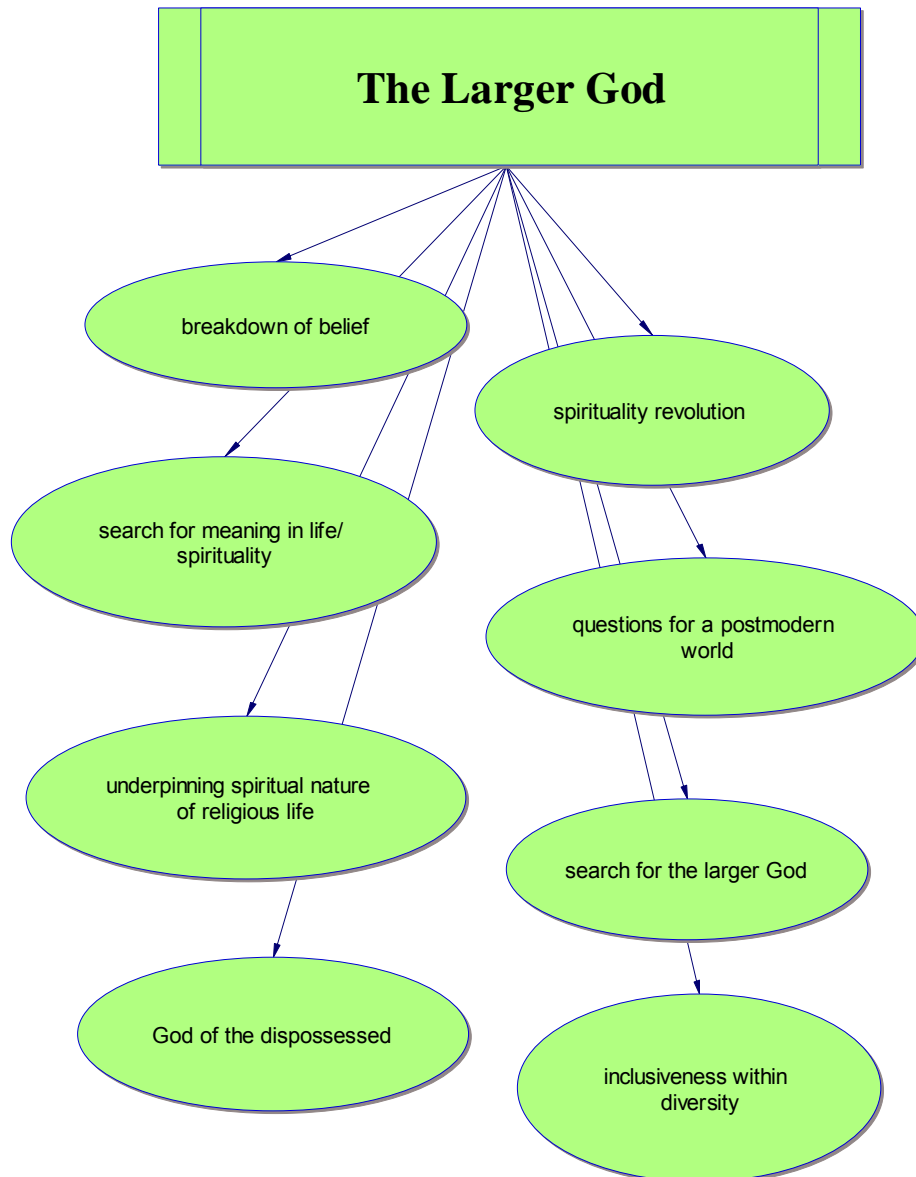 The Larger God
breakdown of belief
spirituality revolution
search for meaning in life/
spirituality
questions for a postmodern
world
underpinning spiritual nature
of religious life
search for the larger God
God of the dispossessed
inclusiveness within
diversity